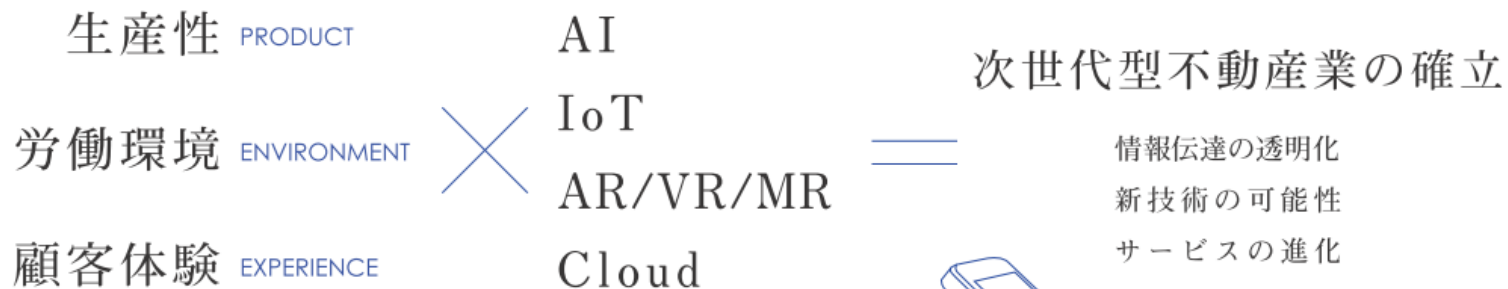 生産性 PRODUCT
労働環境 ENVIRONMENT
顧客体験 EXPERIENCE
AI
IoT
AR/VR/MR
Cloud
次世代型不動産業の確立
情報伝達の透明化
新技術の可能性
サービスの進化